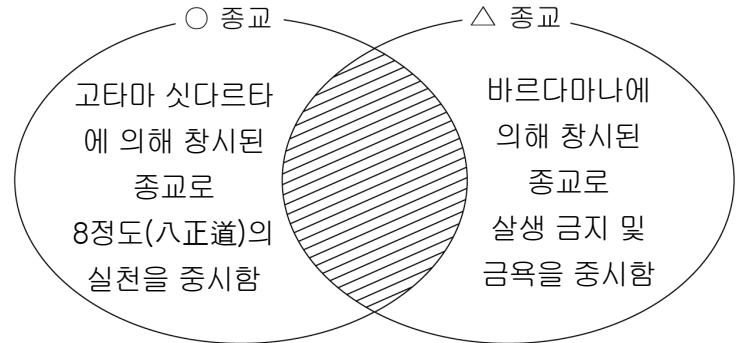 ○ 종교
고타마 싯다르타
에 의해 창시된
종교로
8정도(八正道)의
실천을 중시함
△ 종교
바르다마나에
의해 창시된
종교로
살생 금지 및
금욕을 중시함